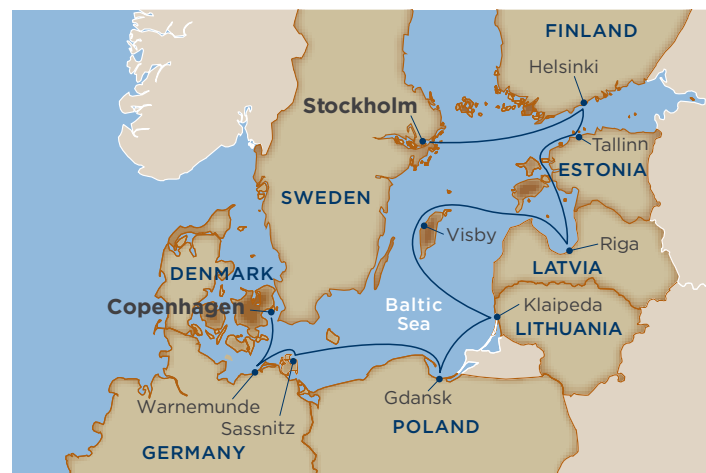 FINLAND
Helsinki
Stockholm
Tallinn
ESTONIA
SWEDEN
Visby
Riga
LATVIA
DENMARK
Copenhagen
Baltic
Sea
Klaipeda
LITHUANIA
Warnemunde
Sassnitz
Gdansk
GERMANY
POLAND